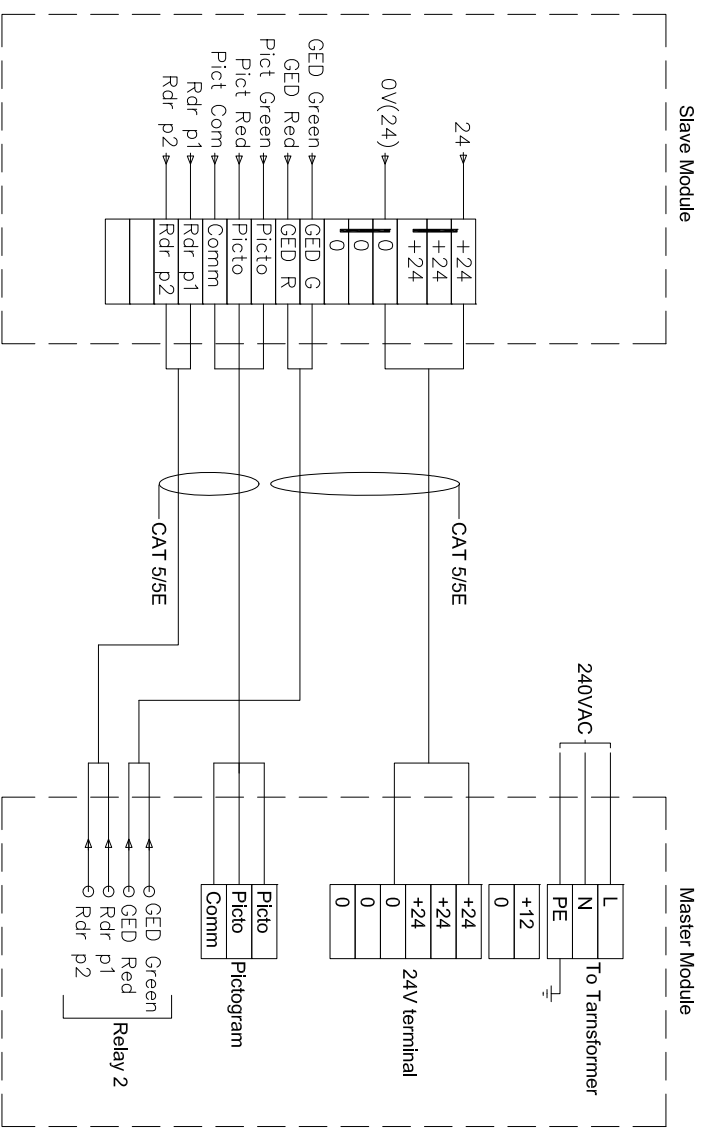 Slave Module
24
0V(24)
GED Green
GED Red
Pict Green
Pict Red
Pict Com
Rdr p1
Rdr p2
+24
+24
+24
0
0
0
GED G
GED R
Picto
Picto
Comm
Rdr p1
Rdr p2
CAT 5/5E
CAT 5/5E
240VAC
Master Module
L
N
PE
To Tarnsformer
+12
0
+24
+24
+24
0
0
0
24V terminal
Picto
Picto
Comm
Pictogram
GED Green
GED Red
Rdr p1
Rdr p2
Relay 2